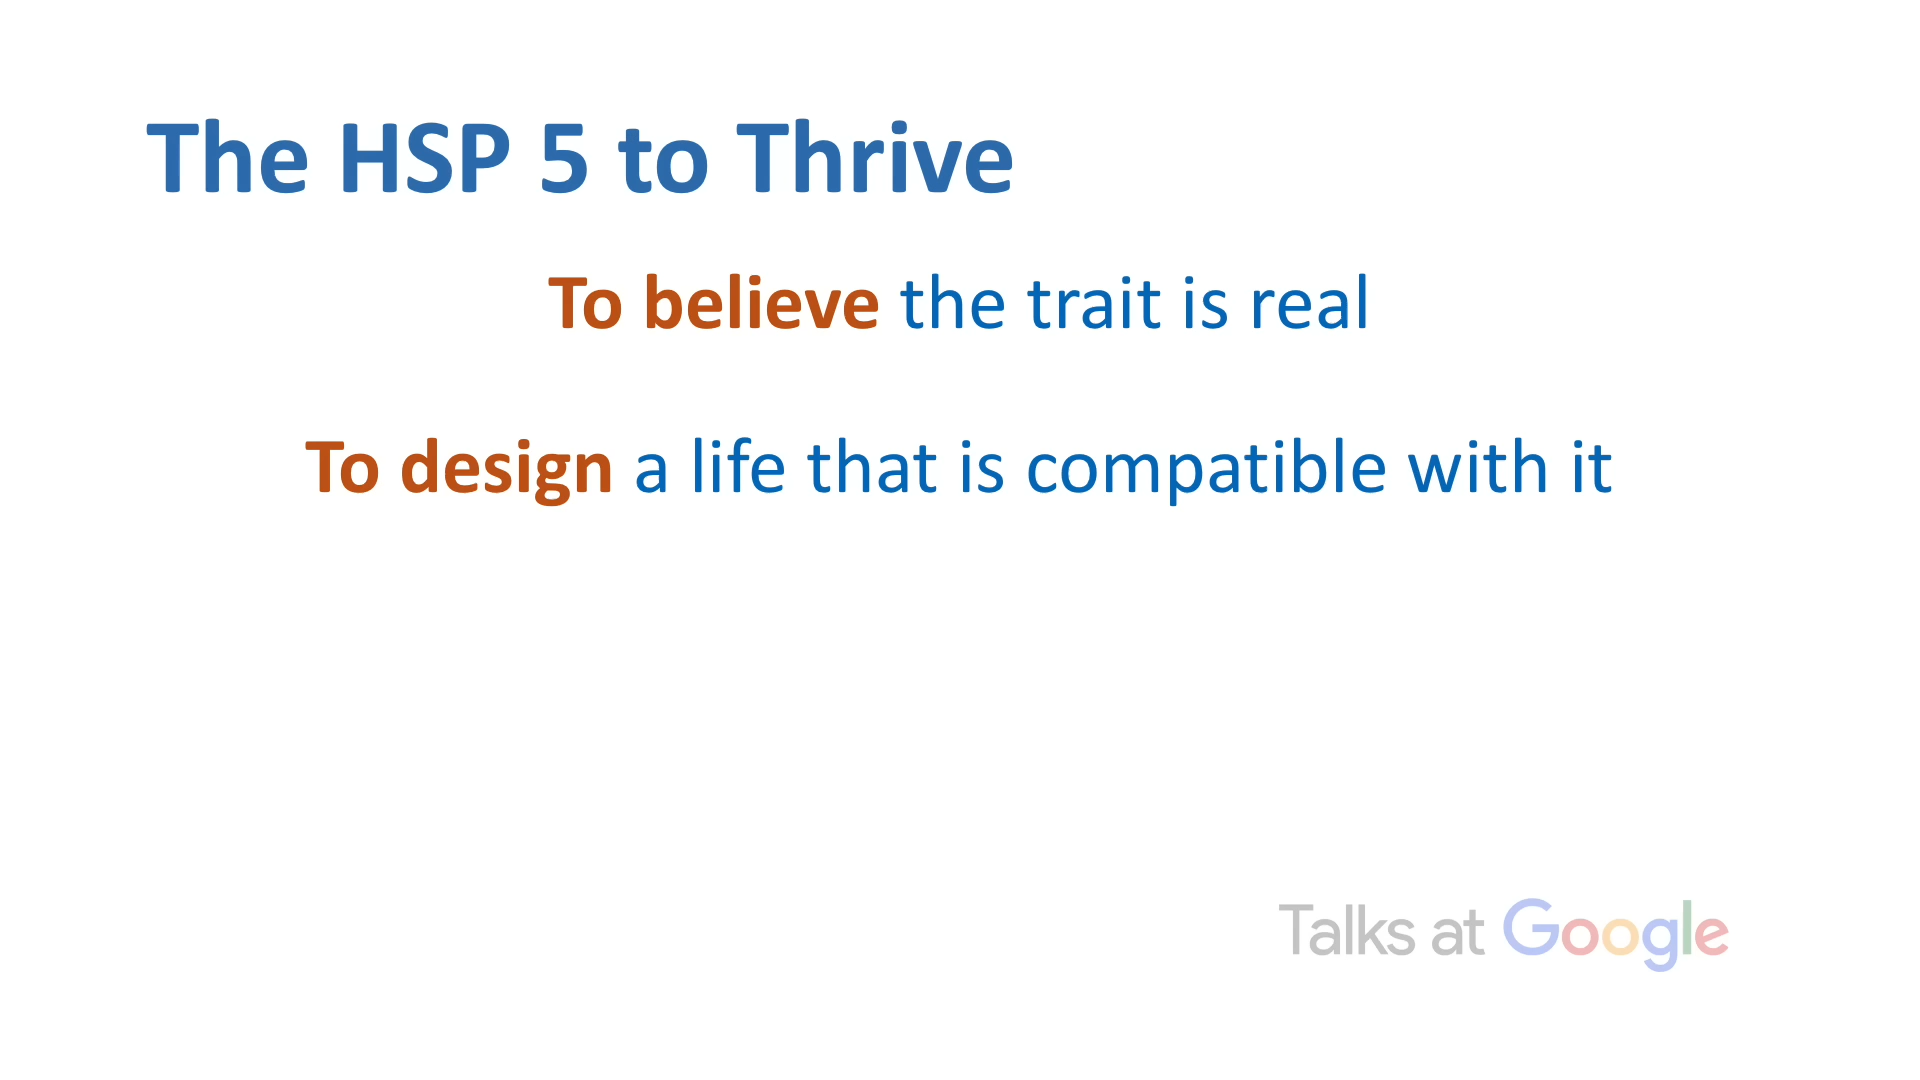 The HSP 5 to Thrive
To believe the trait is real
To design a life that is compatible with it
Talks at Google